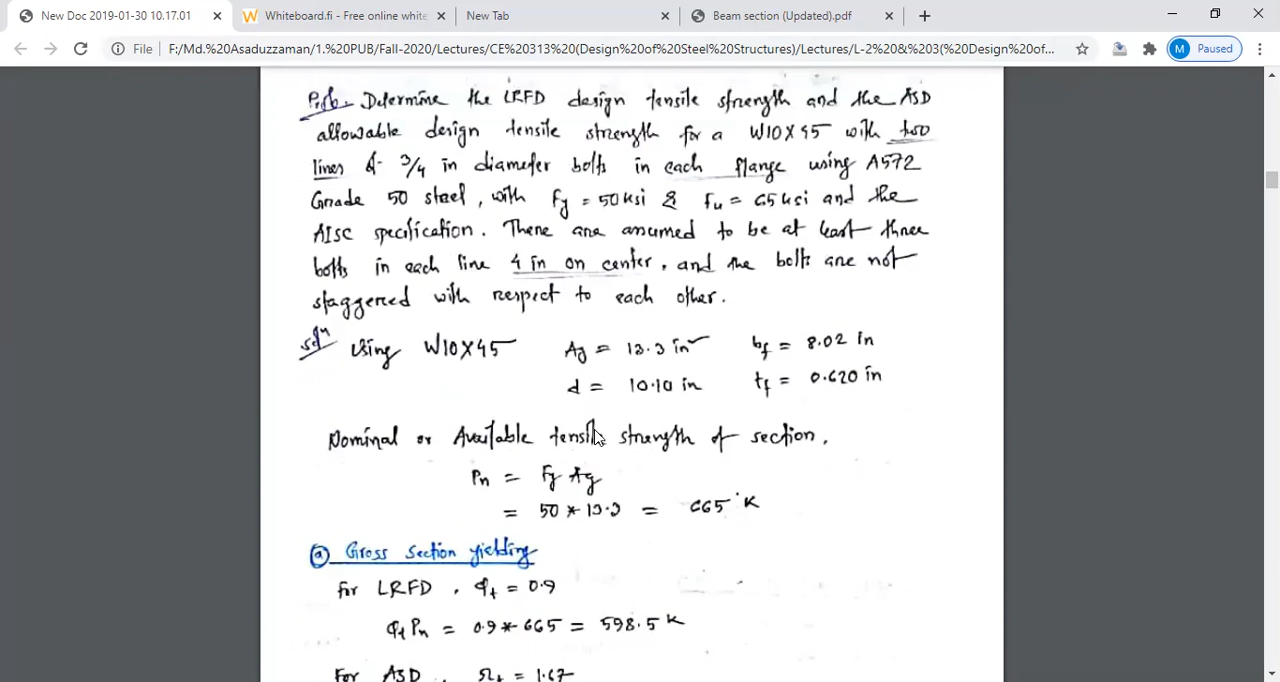 New Doc 2019-01-30 10.17.01
Whiteboard.fi - Free online white
New Tab
Beam section (Updated).pdf
File
F:/Md.%20Asaduzzaman/1.%20PUB/Fall-2020/Lectures/CE313%20(Design%20of%20Steel%20Structures)/Lectures/L-2%20&%203(%20Design%20of...
M
Paused
Prob. Determine the LRFD design tensile strength and the ASD
allowable design tensile strength for a W10X45 with two
lines of 3/4 in diameter bolts in each flange using A572
Grade 50 steel, with Fy = 50 ksi & Fu = 65 ksi and the
AISC specification. There are assumed to be at least three
bolts in each line 4 in on center, and the bolts are not
staggered with respect to each other.
Solⁿ Using W10X45 Ag = 13.3 in² bf = 8.02 in
d = 10.10 in tf = 0.620 in
Nominal or Available tensile strength of section,
Pn = Fy Ag
= 50 * 13.3 = 665 K
ⓐ Gross section yielding
for LRFD, φt = 0.9
φt Pn = 0.9 * 665 = 598.5 K
For ASD, Ωt = 1.67